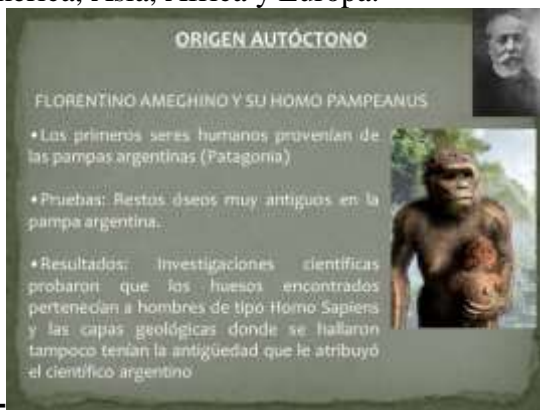 América, Asia, África y Europa.
ORIGEN AUTÓCTONO
FLORENTINO AMEGHINO Y SU HOMO PAMPEANUS
•Los primeros seres humanos provenían de
las pampas argentinas (Patagonia)
•Pruebas: Restos óseos muy antiguos en la
pampa argentina.
•Resultados: Investigaciones científicas
probaron que los huesos encontrados
pertenecían a hombres de tipo Homo Sapiens
y las capas geológicas donde se hallaron
tampoco tenían la antigüedad que le atribuyó
el científico argentino